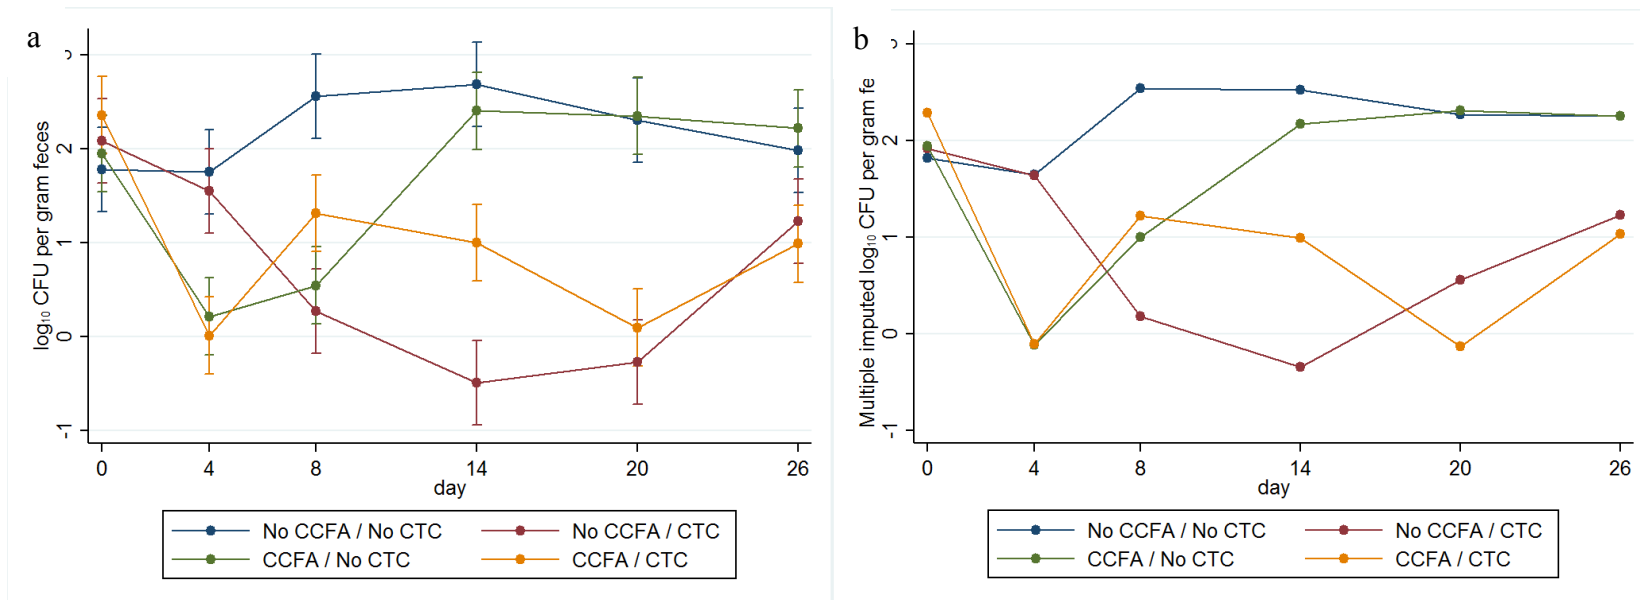 a
log₁₀ CFU per gram feces
2
1
0
-1
0 4 8 14 20 26
day
No CCFA / No CTC No CCFA / CTC
CCFA / No CTC CCFA / CTC
b
Multiple imputed log₁₀ CFU per gram fe
2
1
0
-1
0 4 8 14 20 26
day
No CCFA / No CTC No CCFA / CTC
CCFA / No CTC CCFA / CTC